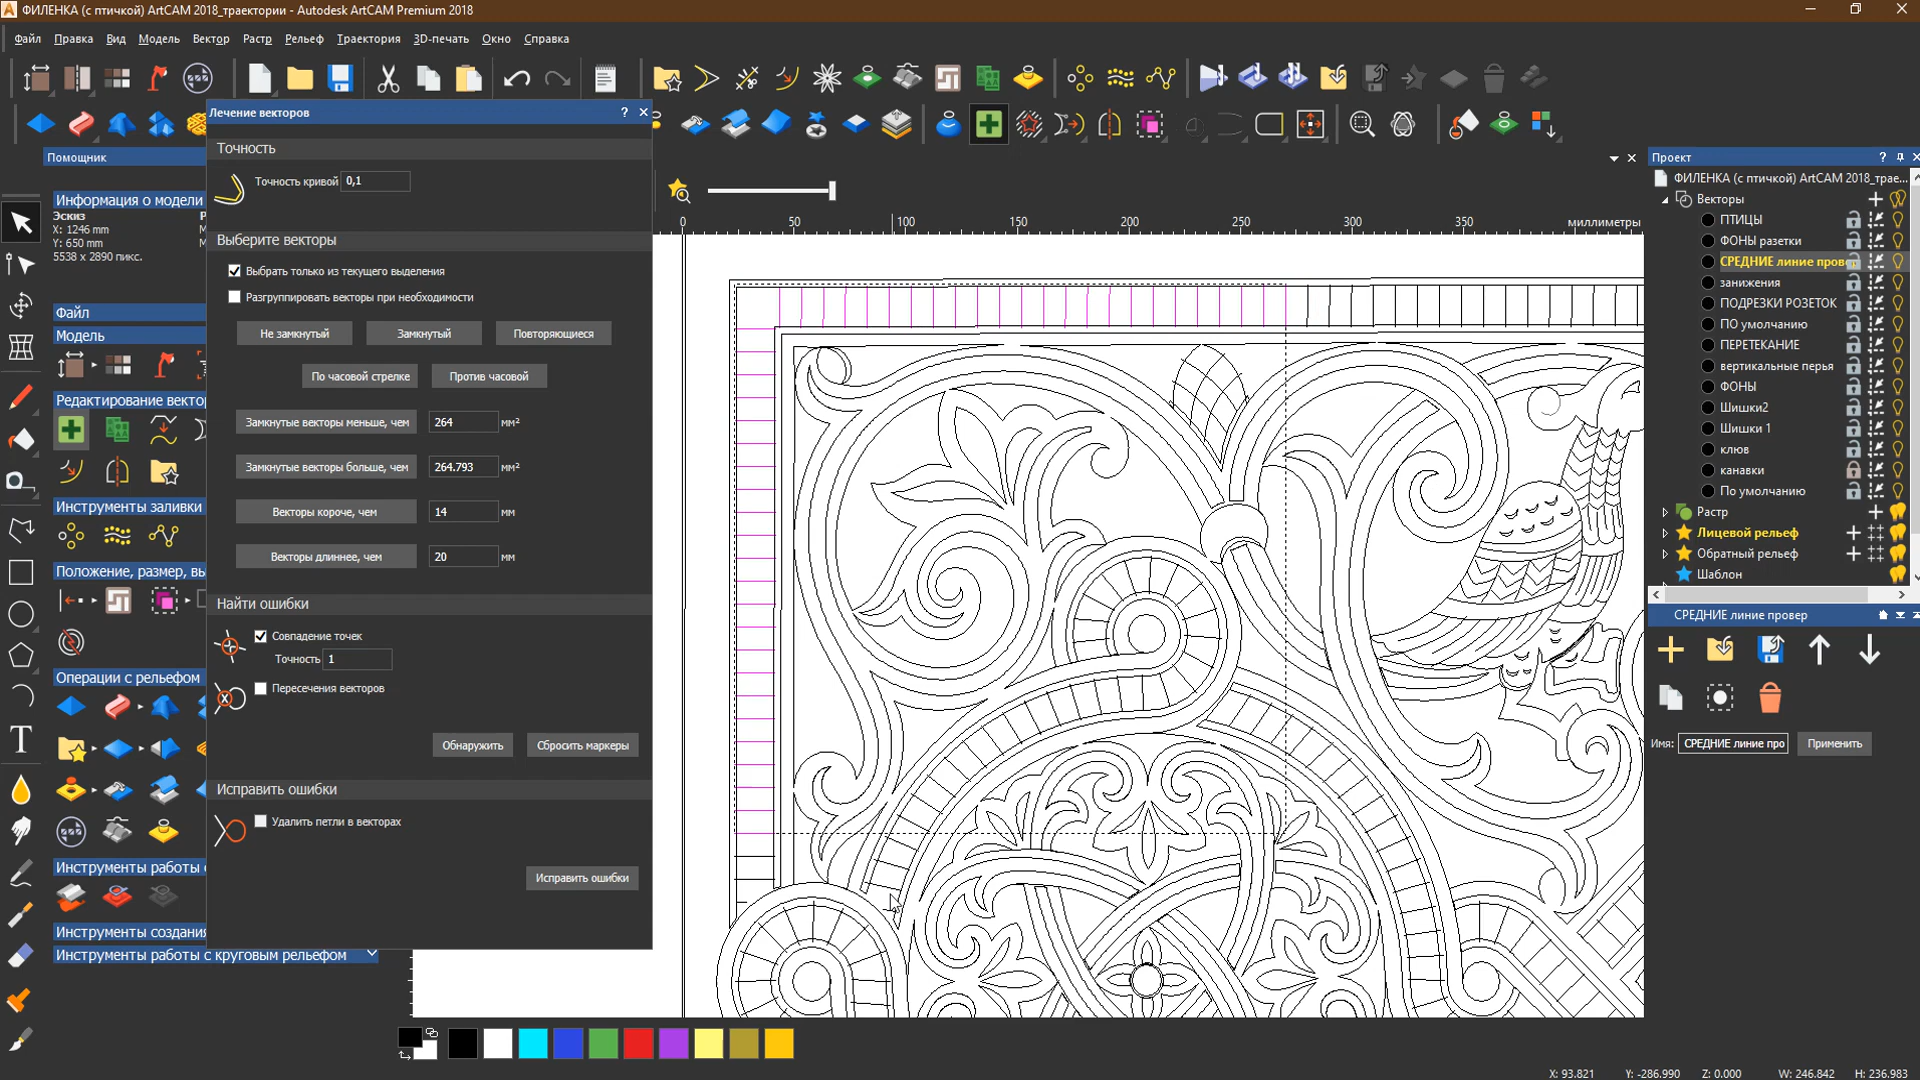 ФИЛЕНКА (с птичкой) ArtCAM 2018_траектории - Autodesk ArtCAM Premium 2018
Файл Правка Вид Модель Вектор Растр Рельеф Траектория 3D-печать Окно Справка
Лечение векторов
Точность
Точность кривой 0,1
Выберите векторы
Выбрать только из текущего выделения
Разгруппировать векторы при необходимости
Не замкнутый Замкнутый Повторяющиеся
По часовой стрелке Против часовой
Замкнутые векторы меньше, чем 264 мм²
Замкнутые векторы больше, чем 264.793 мм²
Векторы короче, чем 14 мм
Векторы длиннее, чем 20 мм
Найти ошибки
Совпадение точек
Точность 1
Пересечения векторов
Обнаружить Сбросить маркеры
Исправить ошибки
Удалить петли в векторах
Исправить ошибки
Помощник
Информация о модели
Эскиз
X: 1246 mm
Y: 650 mm
5538 x 2890 пикс.
Файл
Модель
Редактирование вектор
Инструменты заливки
Положение, размер, вы
Операции с рельефом
Инструменты работы с
Инструменты создания
Инструменты работы с круговым рельефом
0 50 100 150 200 250 300 350 миллиметры
Проект
ФИЛЕНКА (с птичкой) ArtCAM 2018_трае...
Векторы
ПТИЦЫ
ФОНЫ разетки
СРЕДНИЕ линие провер
занижения
ПОДРЕЗКИ РОЗЕТОК
ПО умолчанию
ПЕРЕТЕКАНИЕ
вертикальные перья
ФОНЫ
Шишки2
Шишки 1
клюв
канавки
По умолчанию
Растр
Лицевой рельеф
Обратный рельеф
Шаблон
СРЕДНИЕ линие провер
Имя: СРЕДНИЕ линие про Применить
X: 93.821 Y: -286.990 Z: 0.000 W: 246.842 H: 236.983